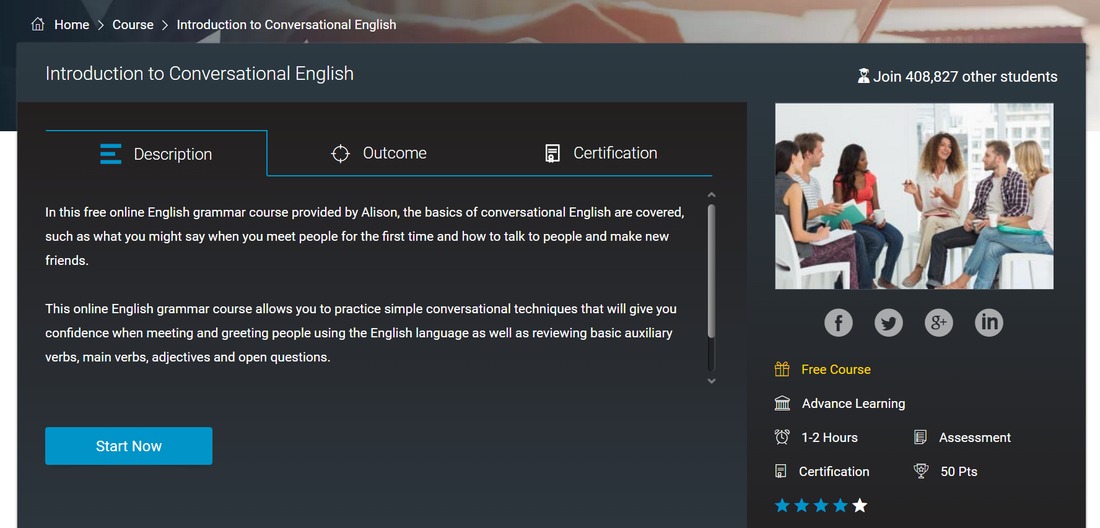 Home > Course > Introduction to Conversational English
Introduction to Conversational English
Join 408,827 other students
Description
Outcome
Certification
In this free online English grammar course provided by Alison, the basics of conversational English are covered,
such as what you might say when you meet people for the first time and how to talk to people and make new
friends.
This online English grammar course allows you to practice simple conversational techniques that will give you
confidence when meeting and greeting people using the English language as well as reviewing basic auxiliary
verbs, main verbs, adjectives and open questions.
Start Now
f
g+
in
Free Course
Advance Learning
1-2 Hours
Assessment
Certification
50 Pts